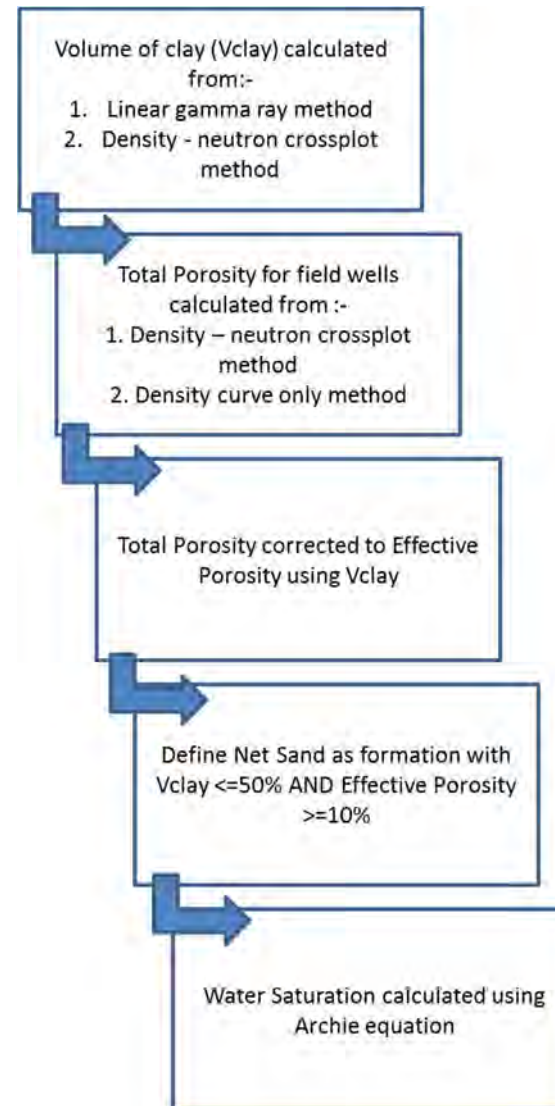 Volume of clay (Vclay) calculated
from:-
1. Linear gamma ray method
2. Density - neutron crossplot
method
Total Porosity for field wells
calculated from :-
1. Density – neutron crossplot
method
2. Density curve only method
Total Porosity corrected to Effective
Porosity using Vclay
Define Net Sand as formation with
Vclay <=50% AND Effective Porosity
>=10%
Water Saturation calculated using
Archie equation